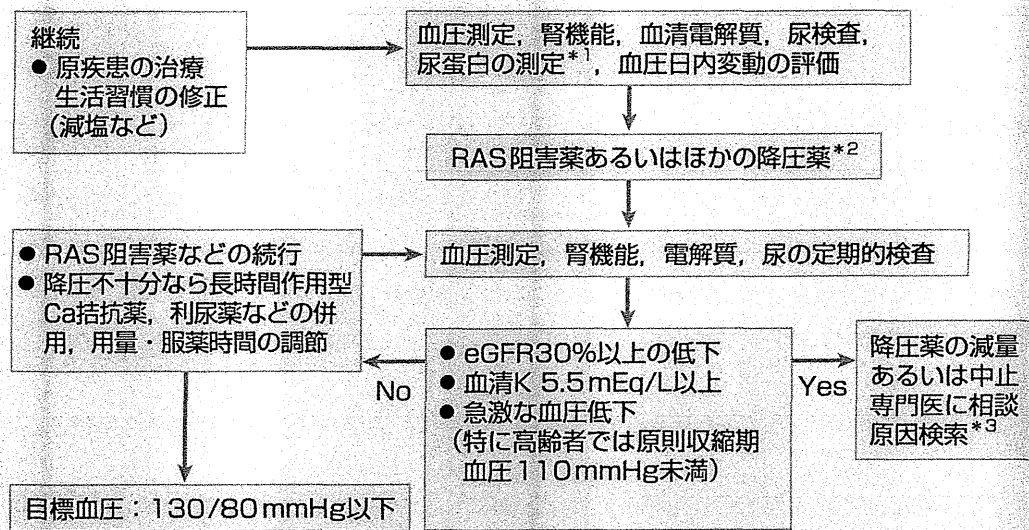 継続
● 原疾患の治療
生活習慣の修正
（減塩など）
血圧測定，腎機能，血清電解質，尿検査，
尿蛋白の測定*1，血圧日内変動の評価
RAS阻害薬あるいはほかの降圧薬*2
● RAS阻害薬などの続行
● 降圧不十分なら長時間作用型
Ca拮抗薬，利尿薬などの併
用，用量・服薬時間の調節
血圧測定，腎機能，電解質，尿の定期的検査
No
● eGFR30％以上の低下
● 血清K 5.5mEq/L以上
● 急激な血圧低下
（特に高齢者では原則収縮期
血圧110mmHg未満）
Yes
降圧薬の減量
あるいは中止
専門医に相談
原因検索*3
目標血圧：130/80mmHg以下